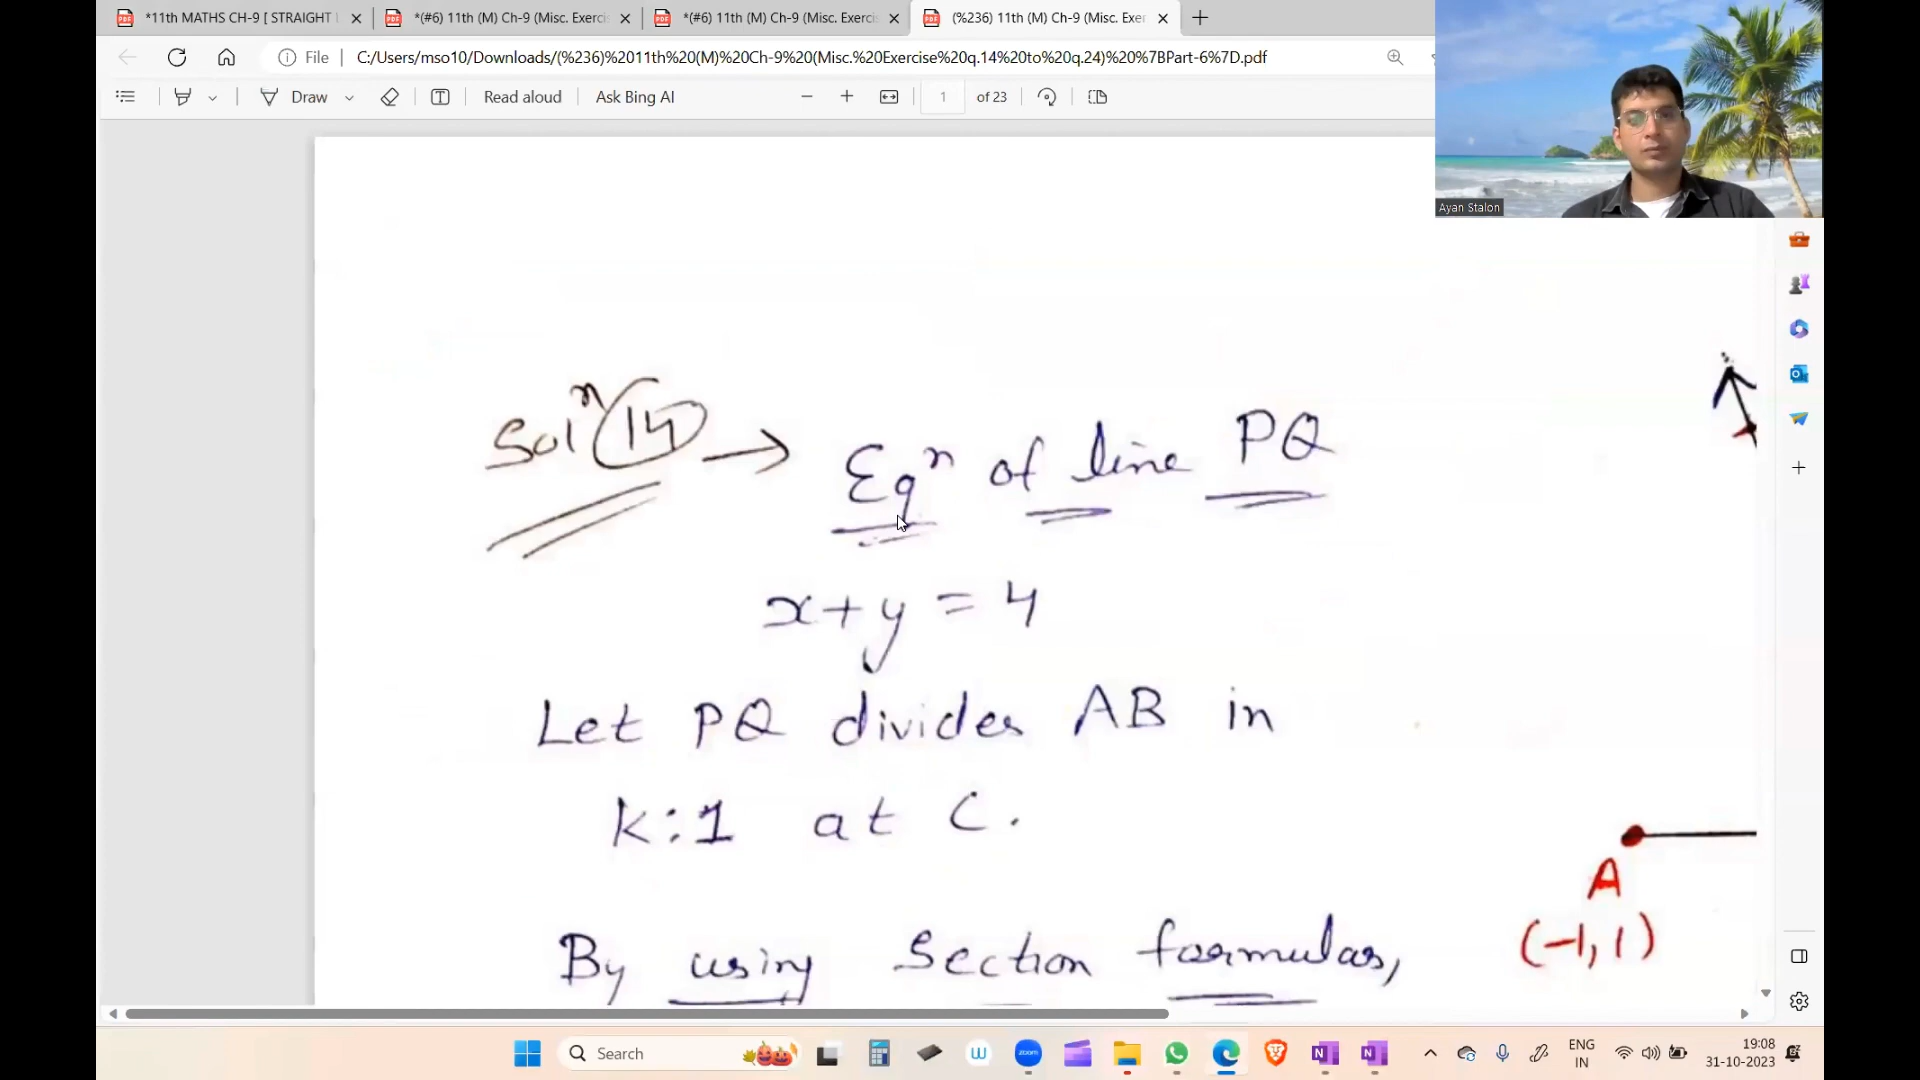 *11th MATHS CH-9 [ STRAIGHT
*(#6) 11th (M) Ch-9 (Misc. Exerci
*(#6) 11th (M) Ch-9 (Misc. Exerci
(%236) 11th (M) Ch-9 (Misc. Exer
File
C:/Users/mso10/Downloads/(%236)%2011th%20(M)%20Ch-9%20(Misc.%20Exercise%20q.14%20to%20q.24)%20%7BPart-6%7D.pdf
Draw
Read aloud
Ask Bing AI
1 of 23
Ayan Stalon
Solⁿ (14) → Eqⁿ of line PQ
x+y = 4
Let PQ divides AB in
k:1 at C.
A
(-1,1)
By using Section formulas,
Search
zoom
ENG
IN
19:08
31-10-2023